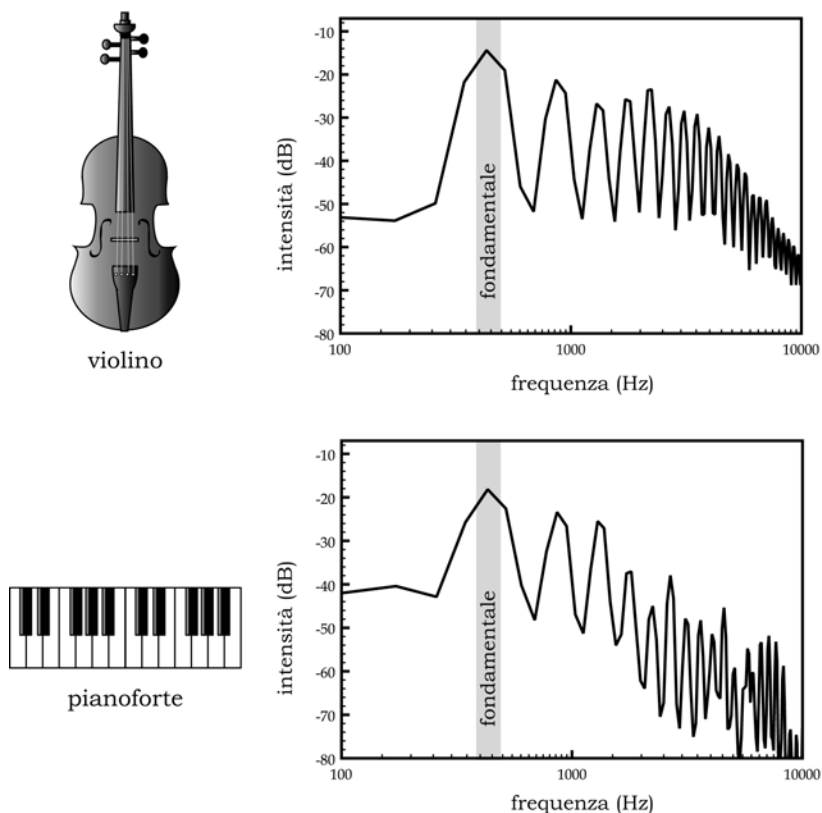 -10
-20
-30
-40
-50
-60
-70
-80
intensità (dB)
fondamentale
100
1000
10000
frequenza (Hz)
violino
-10
-20
-30
-40
-50
-60
-70
-80
intensità (dB)
fondamentale
100
1000
10000
frequenza (Hz)
pianoforte